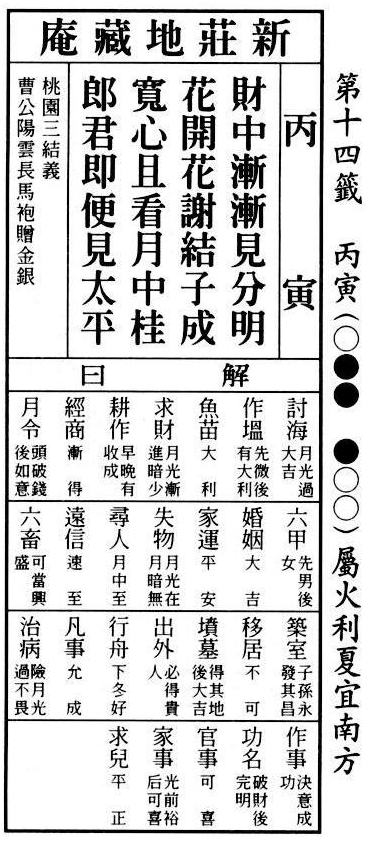 第十四籤 丙寅(○●● ●○○)屬火利夏宜南方
新莊地藏庵
丙寅
財中漸漸見分明
花開花謝結子成
寬心且看月中桂
郎君即便見太平
桃園三結義
曹公陽雲長馬袍贈金銀
解曰
討海 月光過大吉
作塭 先微後有大利
魚苗 大利
求財 月光漸進暗少
耕作 早晚有收成
經商 漸得
月令 頭破錢後如意
六甲 先男後女
婚姻 大吉
家運 平安
失物 月光在月暗無
尋人 月中至
遠信 速至
六畜 可當興盛
築室 子孫永發其昌
移居 不可
墳墓 得其地後大吉
出外 必得貴人
行舟 下冬好
凡事 允成
治病 險月光過不畏
作事 決意成功
功名 破財後完明
官事 可喜
家事 光前裕后可喜
求兒 平正